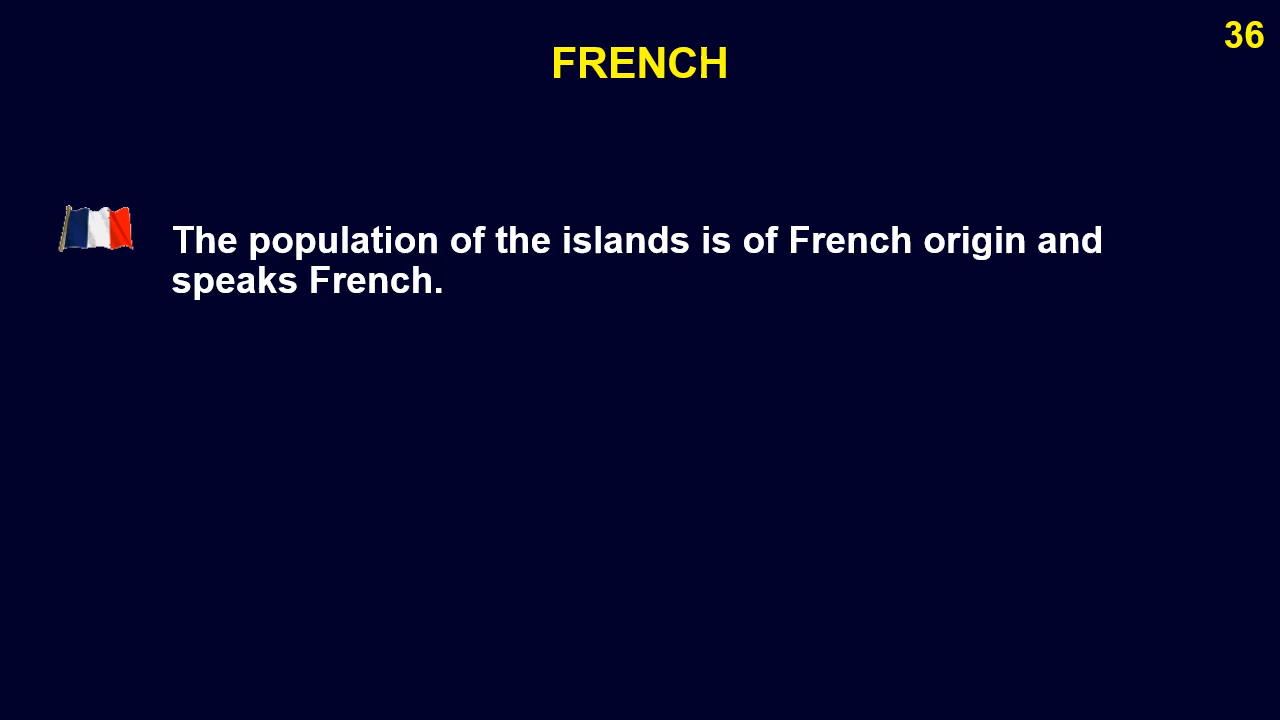 36
FRENCH
The population of the islands is of French origin and
speaks French.